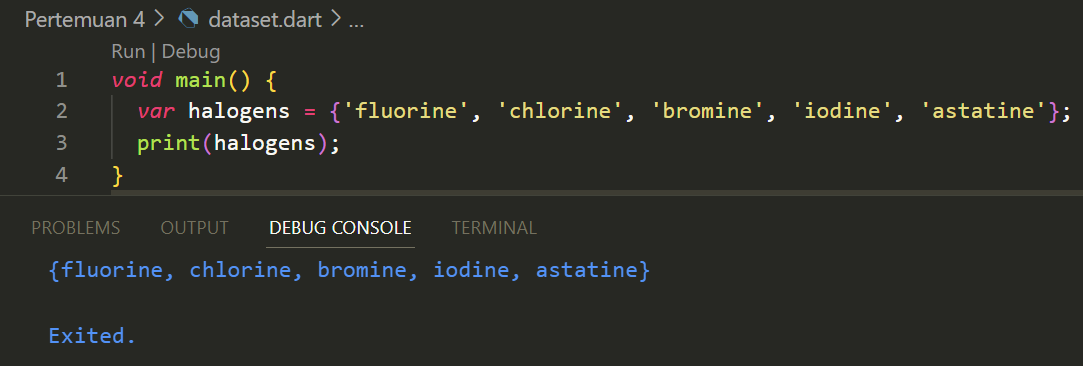 Pertemuan 4 > dataset.dart > ...
Run | Debug
1 void main() {
2   var halogens = {'fluorine', 'chlorine', 'bromine', 'iodine', 'astatine'};
3   print(halogens);
4 }
PROBLEMS OUTPUT DEBUG CONSOLE TERMINAL
{fluorine, chlorine, bromine, iodine, astatine}
Exited.